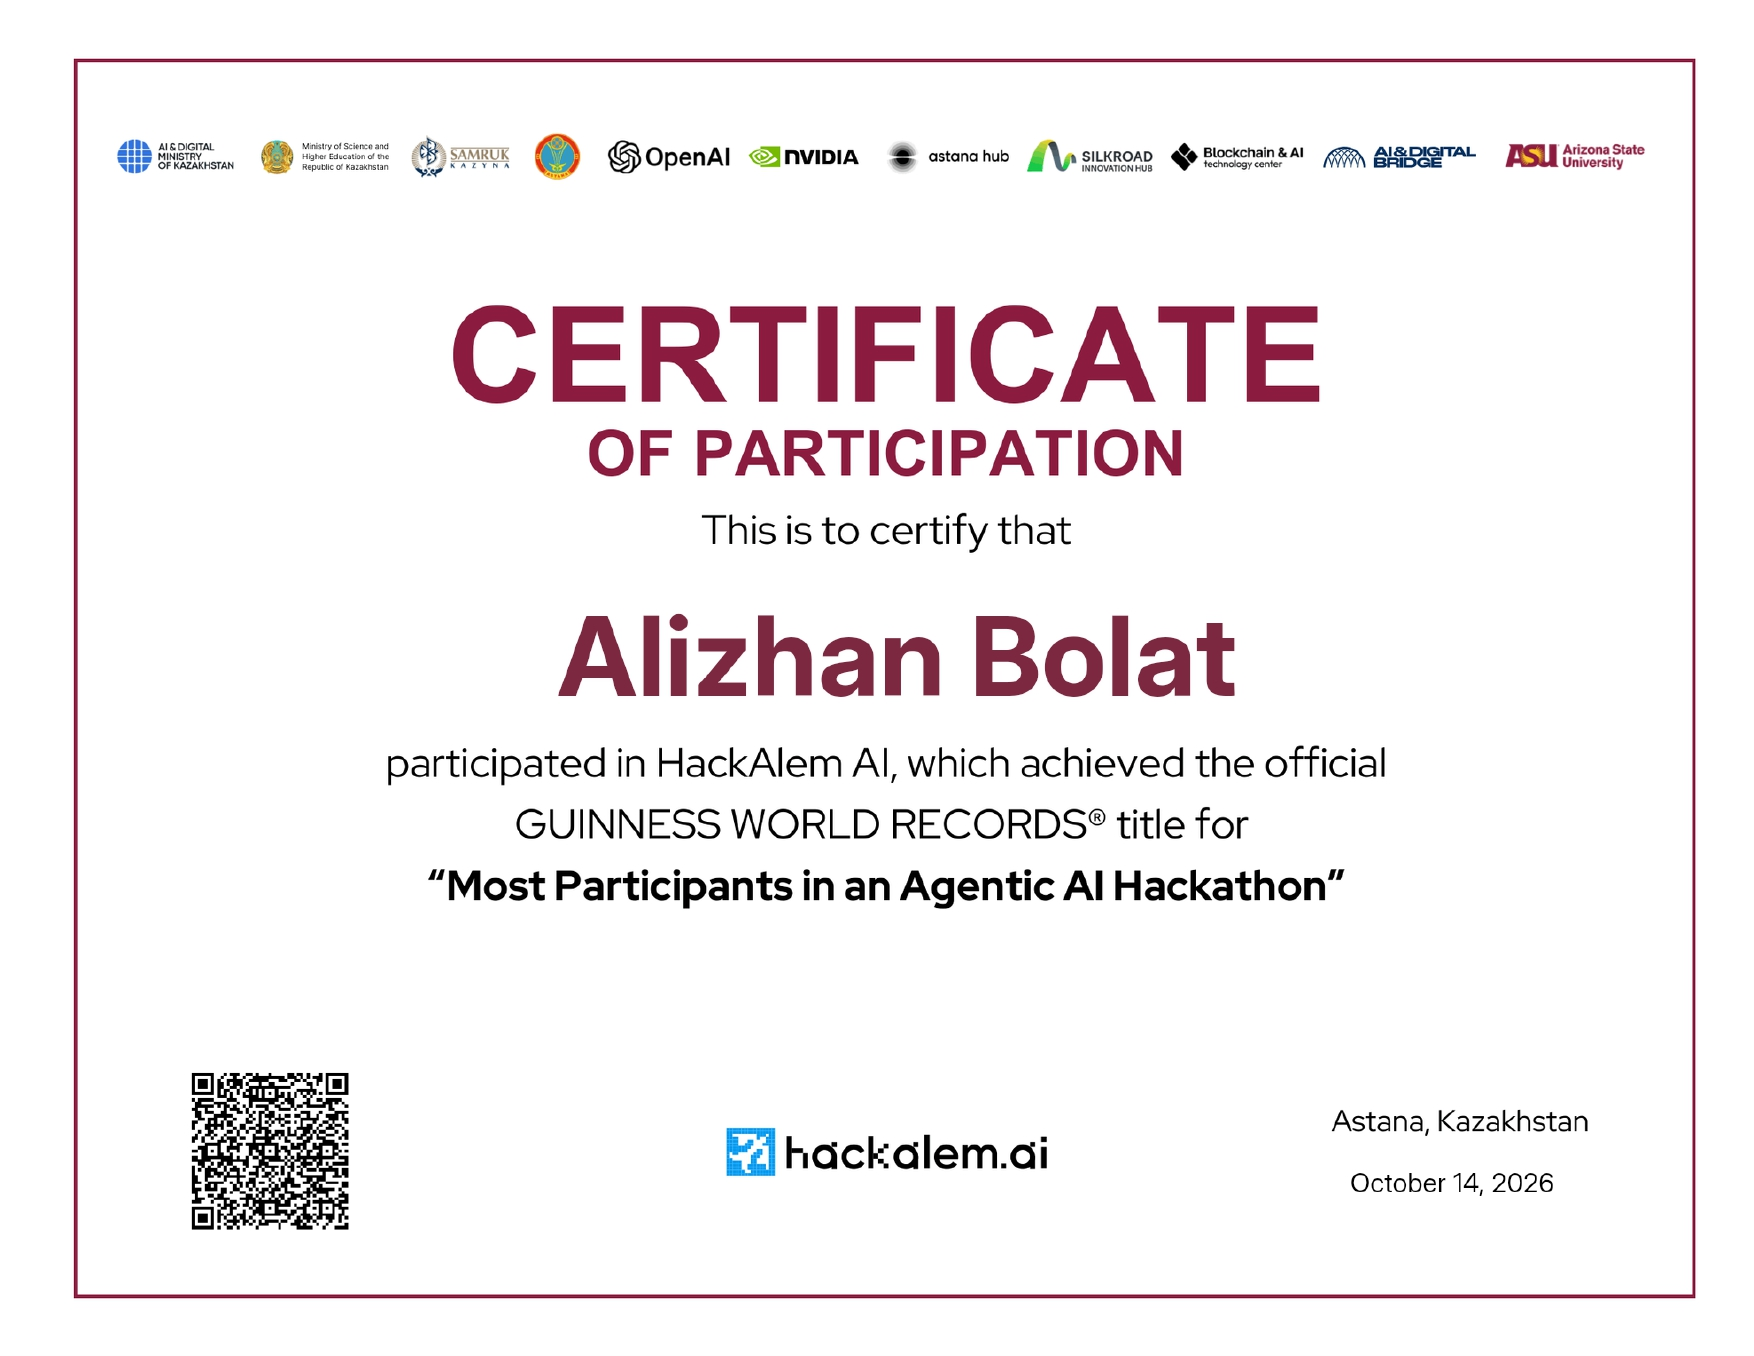 AI & DIGITAL
MINISTRY
OF KAZAKHSTAN
Ministry of Science and
Higher Education of the
Republic of Kazakhstan
SAMRUK
KAZYNA
OpenAI
NVIDIA
astana hub
SILKROAD
INNOVATION HUB
Blockchain & AI
technology center
AI & DIGITAL
BRIDGE
ASU
Arizona State
University
CERTIFICATE
OF PARTICIPATION
This is to certify that
Alizhan Bolat
participated in HackAlem AI, which achieved the official
GUINNESS WORLD RECORDS® title for
“Most Participants in an Agentic AI Hackathon”
hackalem.ai
Astana, Kazakhstan
October 14, 2026